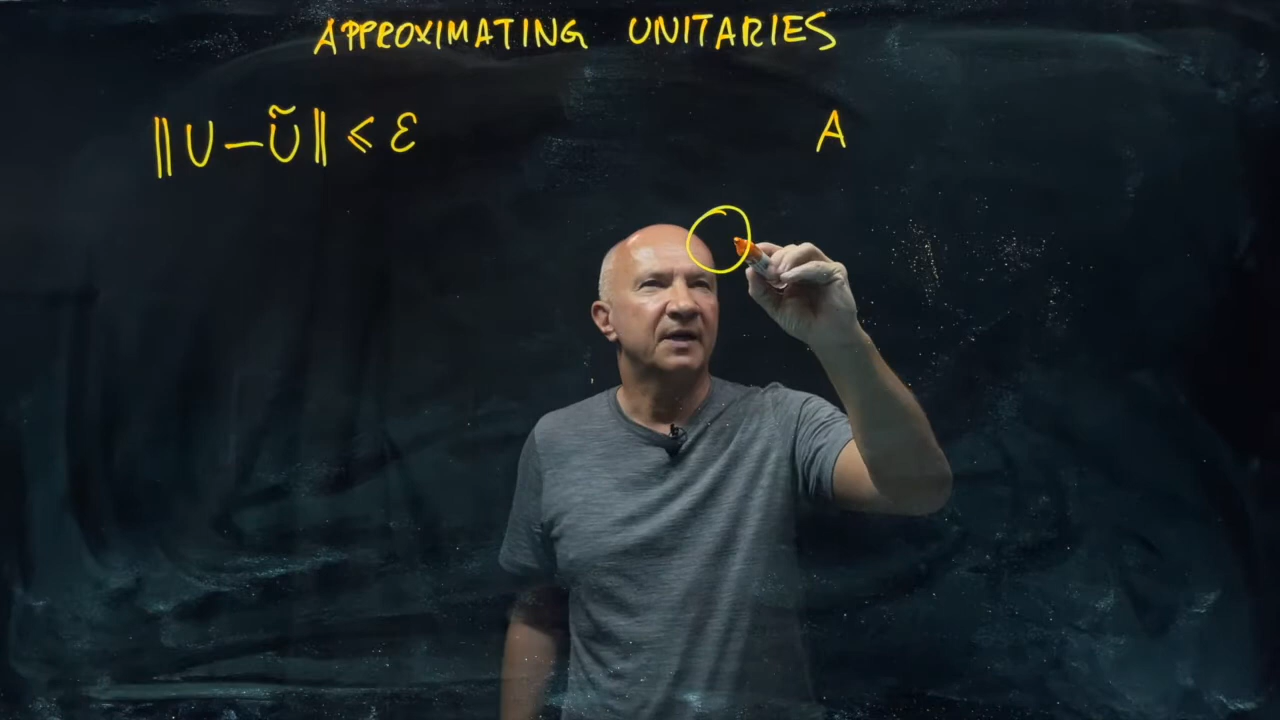 APPROXIMATING UNITARIES
‖U – Ũ‖ ⩽ ε
A